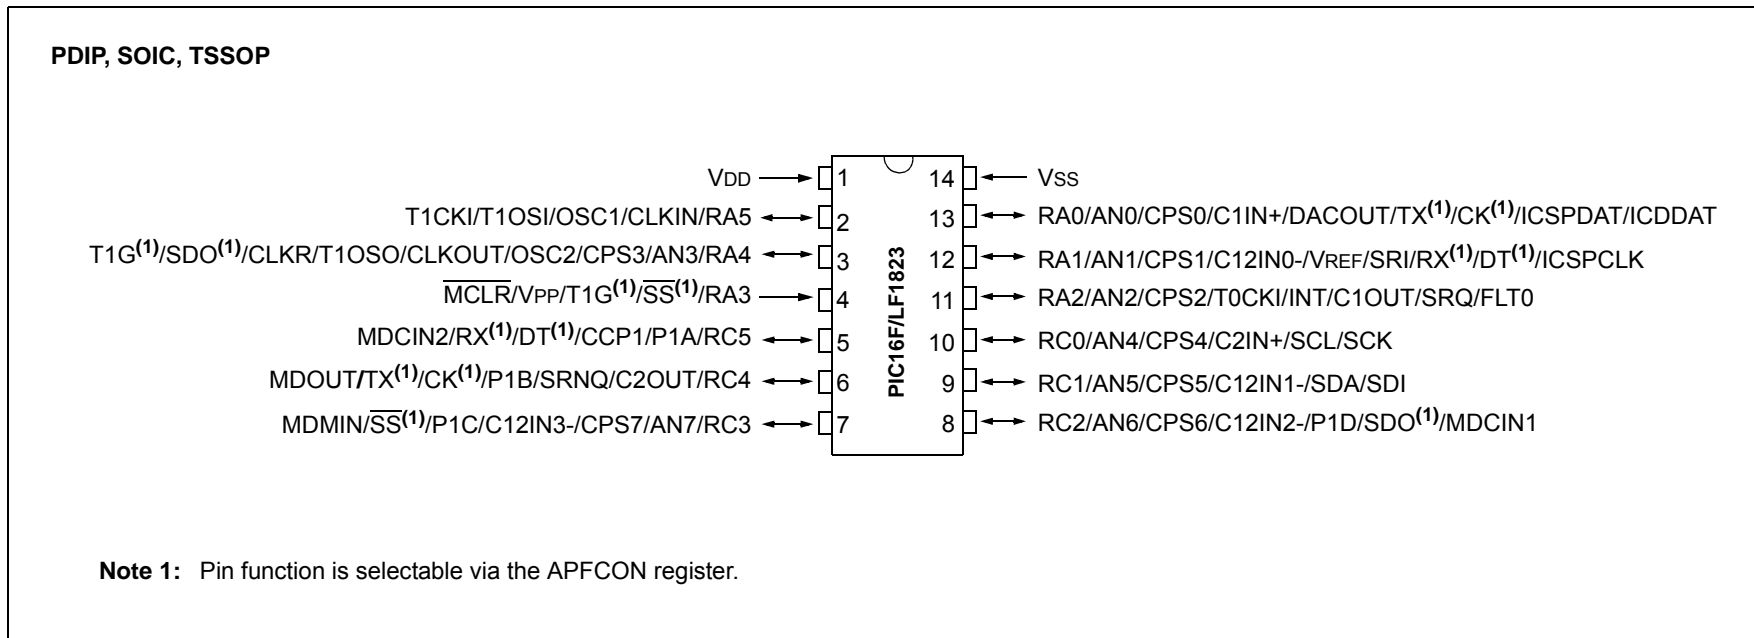 PDIP, SOIC, TSSOP
VDD 1 14 VSS
T1CKI/T1OSI/OSC1/CLKIN/RA5 2 13 RA0/AN0/CPS0/C1IN+/DACOUT/TX(1)/CK(1)/ICSPDAT/ICDDAT
T1G(1)/SDO(1)/CLKR/T1OSO/CLKOUT/OSC2/CPS3/AN3/RA4 3 12 RA1/AN1/CPS1/C12IN0-/VREF/SRI/RX(1)/DT(1)/ICSPCLK
MCLR/VPP/T1G(1)/SS(1)/RA3 4 11 RA2/AN2/CPS2/T0CKI/INT/C1OUT/SRQ/FLT0
MDCIN2/RX(1)/DT(1)/CCP1/P1A/RC5 5 10 RC0/AN4/CPS4/C2IN+/SCL/SCK
MDOUT/TX(1)/CK(1)/P1B/SRNQ/C2OUT/RC4 6 9 RC1/AN5/CPS5/C12IN1-/SDA/SDI
MDMIN/SS(1)/P1C/C12IN3-/CPS7/AN7/RC3 7 8 RC2/AN6/CPS6/C12IN2-/P1D/SDO(1)/MDCIN1
PIC16F/LF1823
Note 1: Pin function is selectable via the APFCON register.